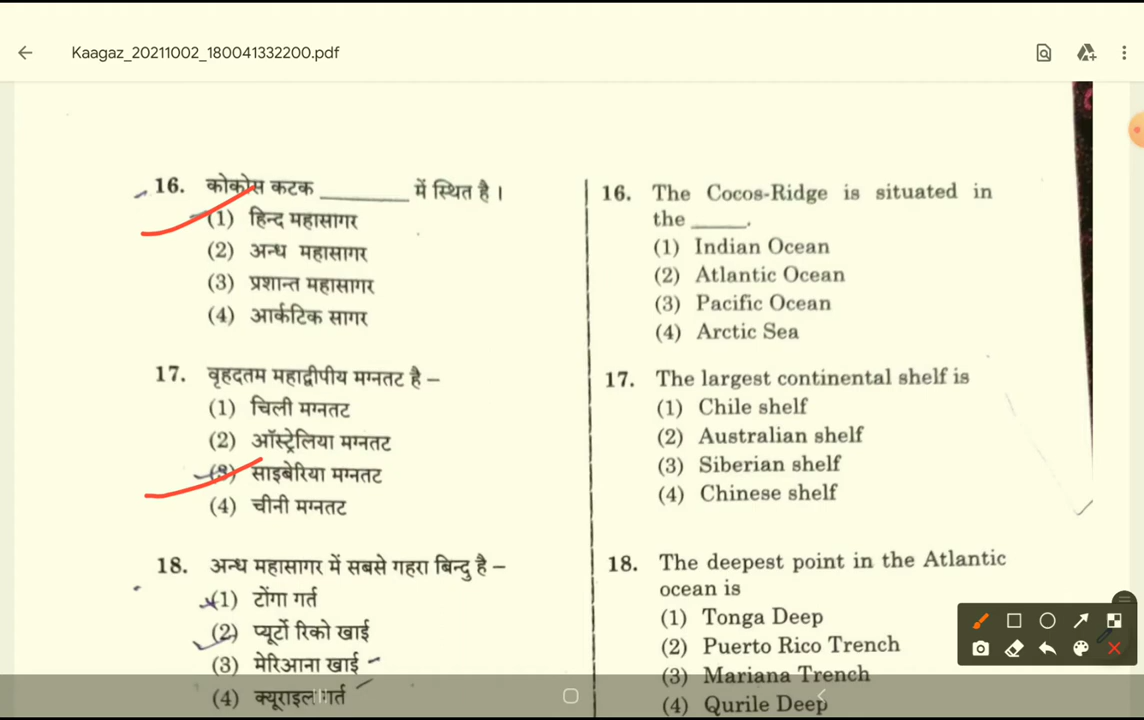 Kaagaz_20211002_180041332200.pdf
16. कोकोस कटक ________ में स्थित है ।
(1) हिन्द महासागर
(2) अन्ध महासागर
(3) प्रशान्त महासागर
(4) आर्कटिक सागर
17. वृहदतम महाद्वीपीय मग्नतट है –
(1) चिली मग्नतट
(2) ऑस्ट्रेलिया मग्नतट
(3) साइबेरिया मग्नतट
(4) चीनी मग्नतट
18. अन्ध महासागर में सबसे गहरा बिन्दु है –
(1) टोंगा गर्त
(2) प्यूर्टो रिको खाई
(3) मेरिआना खाई
(4) क्यूराइल गर्त
16. The Cocos-Ridge is situated in
the _____.
(1) Indian Ocean
(2) Atlantic Ocean
(3) Pacific Ocean
(4) Arctic Sea
17. The largest continental shelf is
(1) Chile shelf
(2) Australian shelf
(3) Siberian shelf
(4) Chinese shelf
18. The deepest point in the Atlantic
ocean is
(1) Tonga Deep
(2) Puerto Rico Trench
(3) Mariana Trench
(4) Qurile Deep